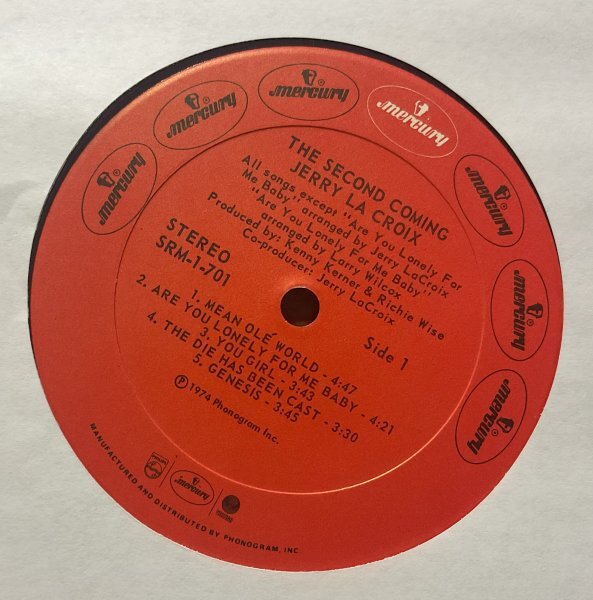 mercury
mercury
mercury
mercury
mercury
mercury
mercury
THE SECOND COMING
JERRY LA CROIX
All songs except "Are You Lonely For
Me Baby" arranged by Jerry LaCroix
"Are You Lonely For Me Baby"
arranged by Larry Wilcox
Produced by: Kenny Kerner & Richie Wise
Co-producer: Jerry LaCroix
STEREO
SRM-1-701
Side 1
1. MEAN OLE WORLD - 4:47
2. ARE YOU LONELY FOR ME BABY - 4:21
3. YOU GIRL - 3:43
4. THE DIE HAS BEEN CAST - 3:30
5. GENESIS - 3:45
Ⓟ 1974 Phonogram Inc.
mercury
MANUFACTURED AND DISTRIBUTED BY PHONOGRAM, INC